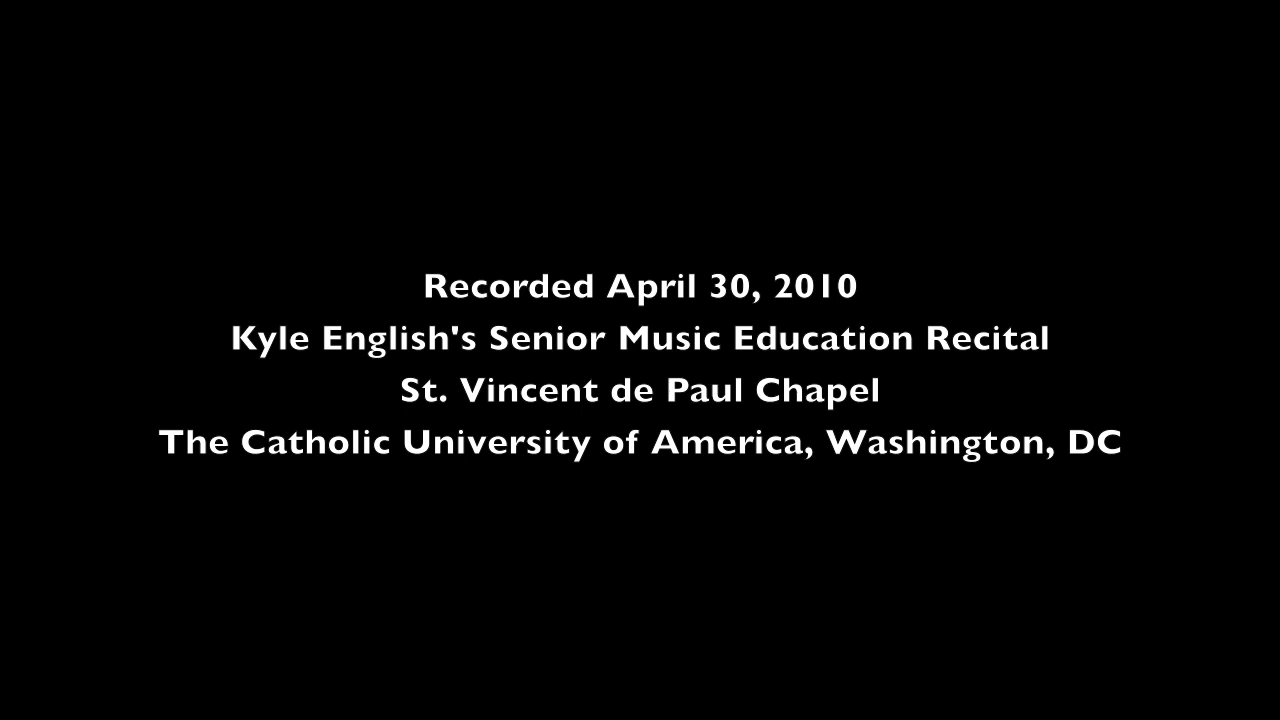 Recorded April 30, 2010
Kyle English's Senior Music Education Recital
St. Vincent de Paul Chapel
The Catholic University of America, Washington, DC